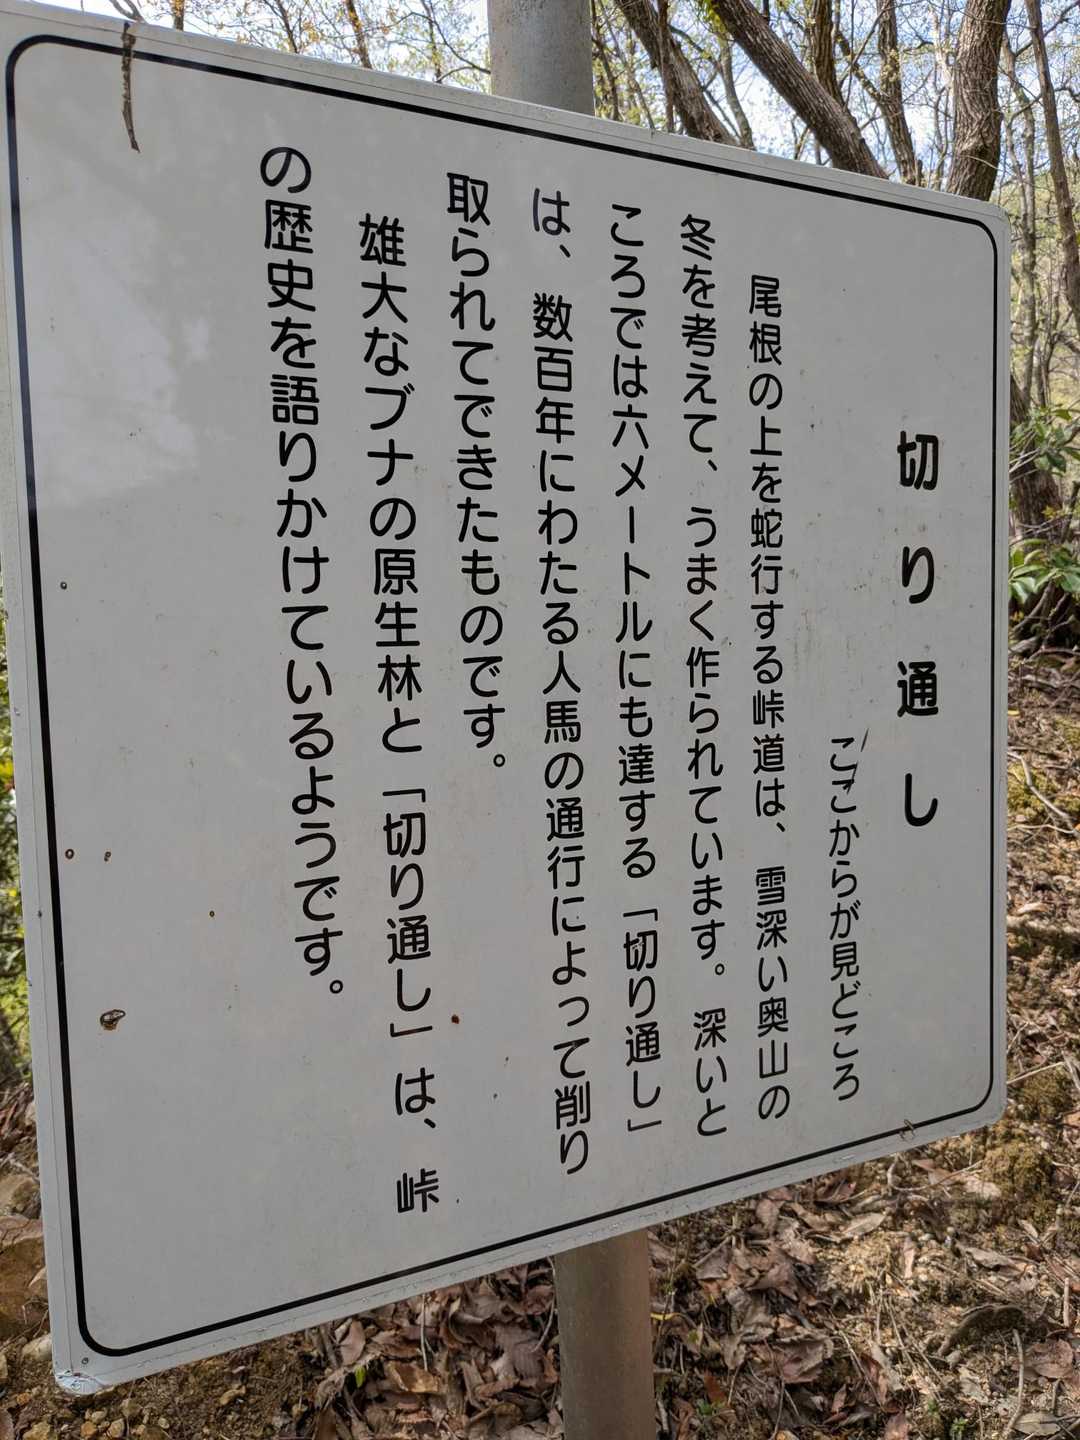 切り通し
ここからが見どころ
尾根の上を蛇行する峠道は、雪深い奥山の
冬を考えて、うまく作られています。深いと
ころでは六メートルにも達する「切り通し」
は、数百年にわたる人馬の通行によって削り
取られてできたものです。
雄大なブナの原生林と「切り通し」は、峠
の歴史を語りかけているようです。